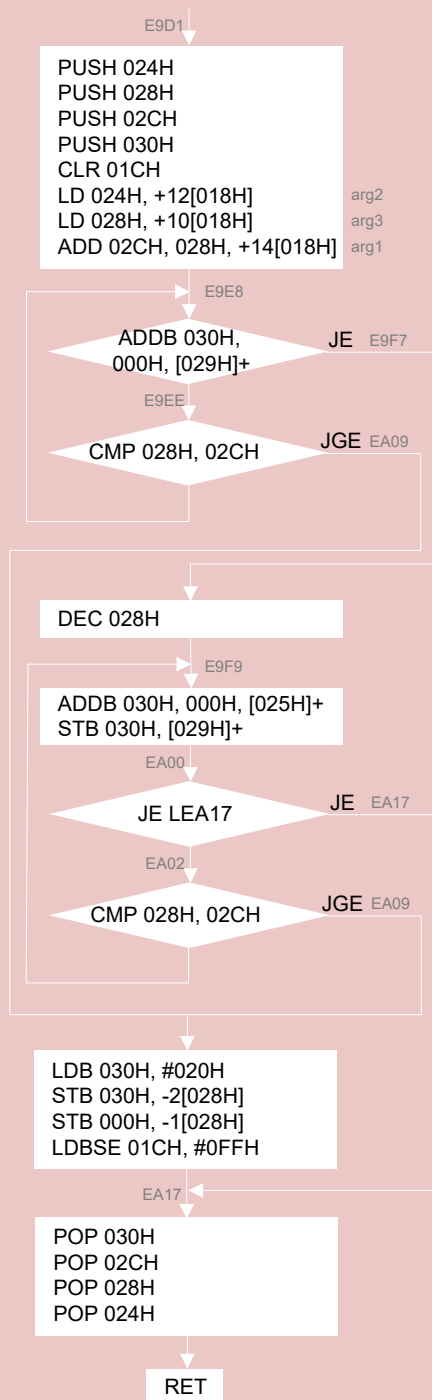 E9D1
PUSH 024H
PUSH 028H
PUSH 02CH
PUSH 030H
CLR 01CH
LD 024H, +12[018H] arg2
LD 028H, +10[018H] arg3
ADD 02CH, 028H, +14[018H] arg1
E9E8
ADDB 030H, JE E9F7
000H, [029H]+
E9EE
CMP 028H, 02CH JGE EA09
DEC 028H
E9F9
ADDB 030H, 000H, [025H]+
STB 030H, [029H]+
EA00
JE LEA17 JE EA17
EA02
CMP 028H, 02CH JGE EA09
LDB 030H, #020H
STB 030H, -2[028H]
STB 000H, -1[028H]
LDBSE 01CH, #0FFH
EA17
POP 030H
POP 02CH
POP 028H
POP 024H
RET